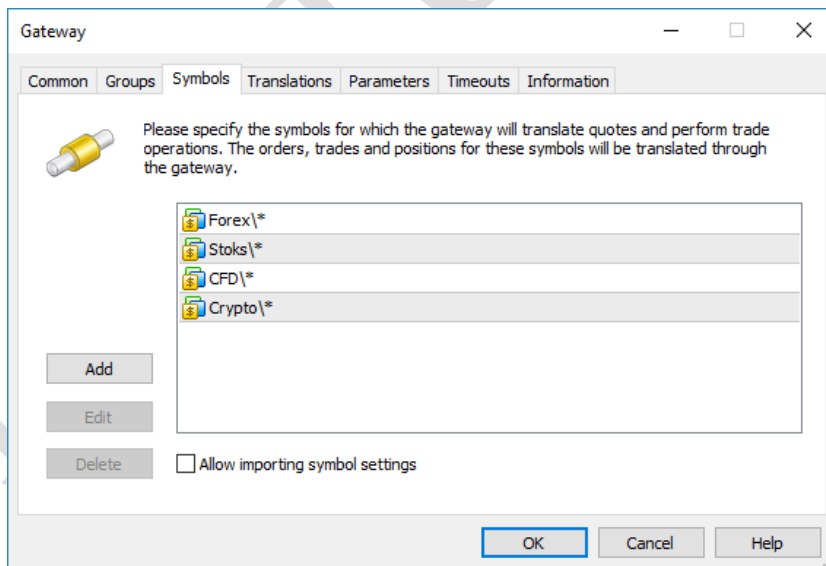 Gateway
Common Groups Symbols Translations Parameters Timeouts Information
Please specify the symbols for which the gateway will translate quotes and perform trade
operations. The orders, trades and positions for these symbols will be translated through
the gateway.
Forex\*
Stoks\*
CFD\*
Crypto\*
Add
Edit
Delete
Allow importing symbol settings
OK Cancel Help